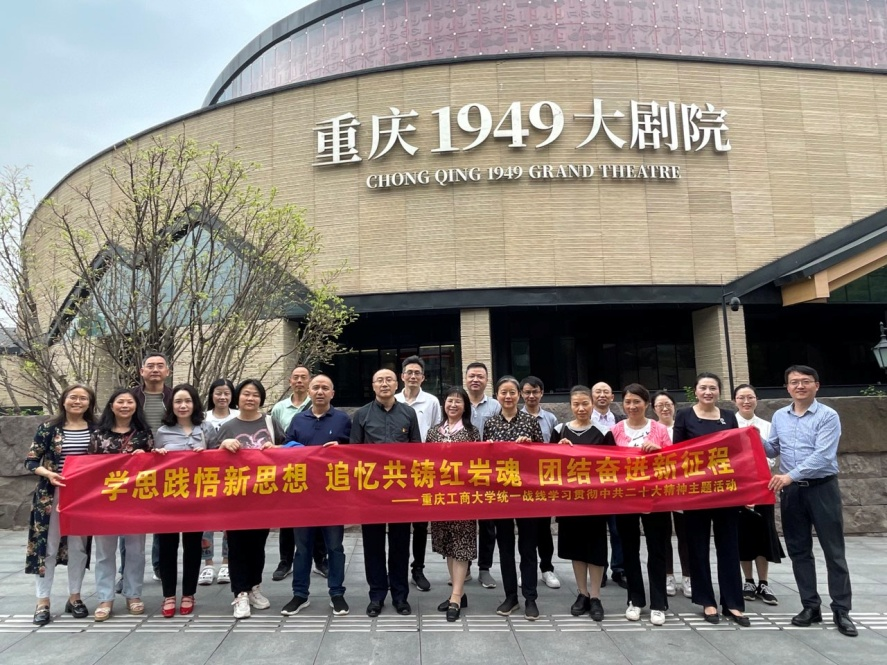 重庆1949大剧院
CHONG QING 1949 GRAND THEATRE
学思践悟新思想 追忆共铸红岩魂 团结奋进新征程
——重庆工商大学统一战线学习贯彻中共二十大精神主题活动